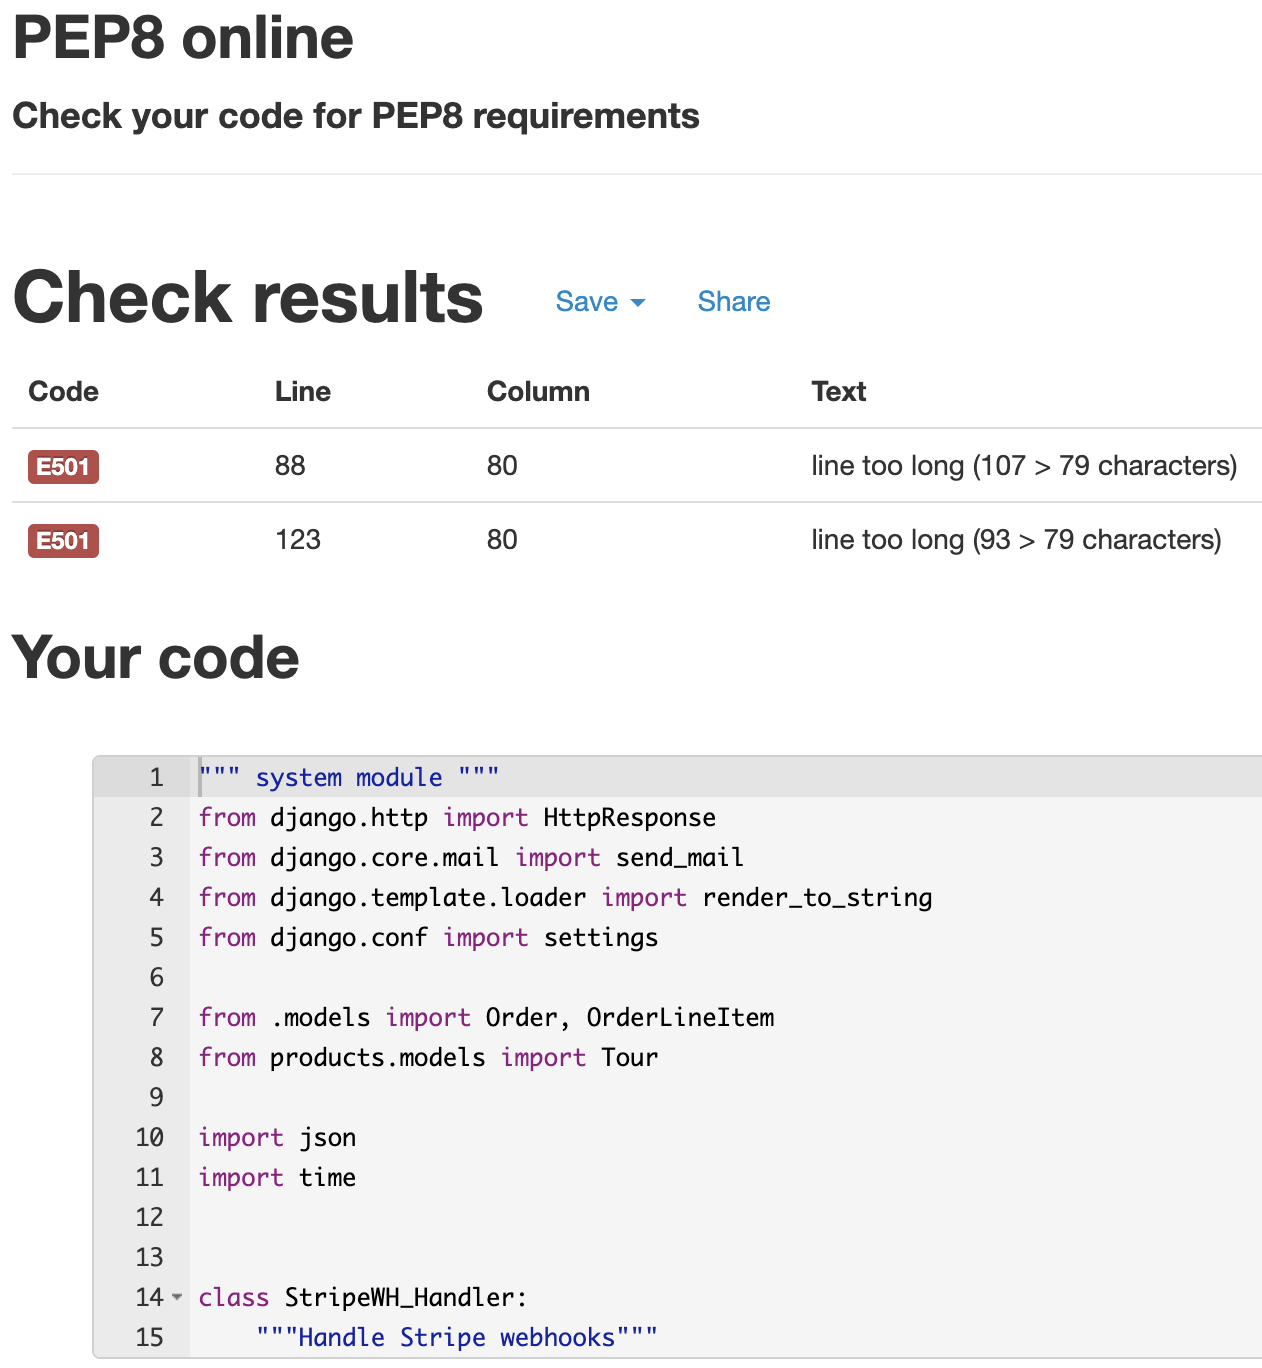 PEP8 online
Check your code for PEP8 requirements
Check results Save Share
Code Line Column Text
E501 88 80 line too long (107 > 79 characters)
E501 123 80 line too long (93 > 79 characters)
Your code
1 """ system module """
2 from django.http import HttpResponse
3 from django.core.mail import send_mail
4 from django.template.loader import render_to_string
5 from django.conf import settings
6
7 from .models import Order, OrderLineItem
8 from products.models import Tour
9
10 import json
11 import time
12
13
14 class StripeWH_Handler:
15     """Handle Stripe webhooks"""